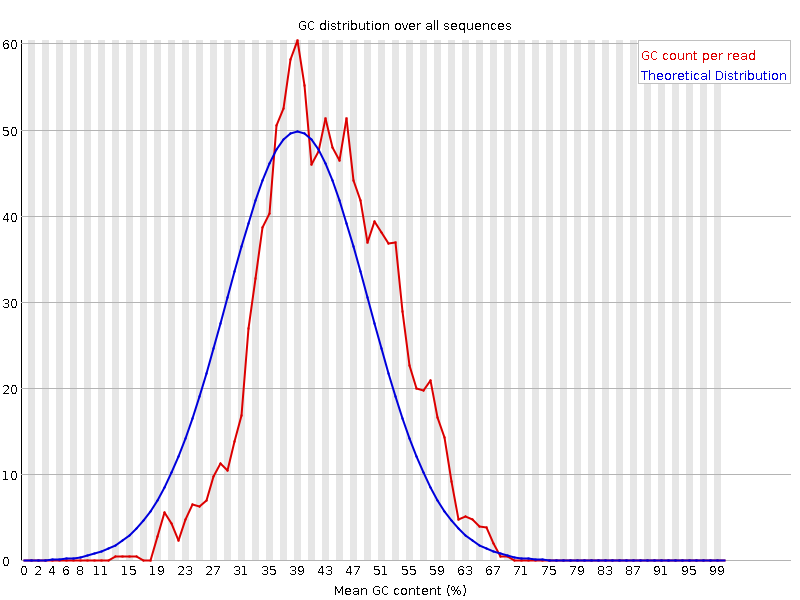 GC distribution over all sequences
GC count per read
Theoretical Distribution
60
50
40
30
20
10
0
0 2 4 6 8 11 15 19 23 27 31 35 39 43 47 51 55 59 63 67 71 75 79 83 87 91 95 99
Mean GC content (%)